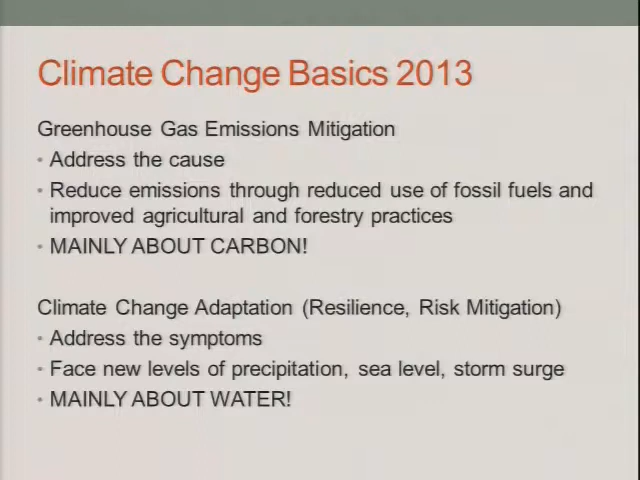 Climate Change Basics 2013
Greenhouse Gas Emissions Mitigation
• Address the cause
• Reduce emissions through reduced use of fossil fuels and
improved agricultural and forestry practices
• MAINLY ABOUT CARBON!
Climate Change Adaptation (Resilience, Risk Mitigation)
• Address the symptoms
• Face new levels of precipitation, sea level, storm surge
• MAINLY ABOUT WATER!